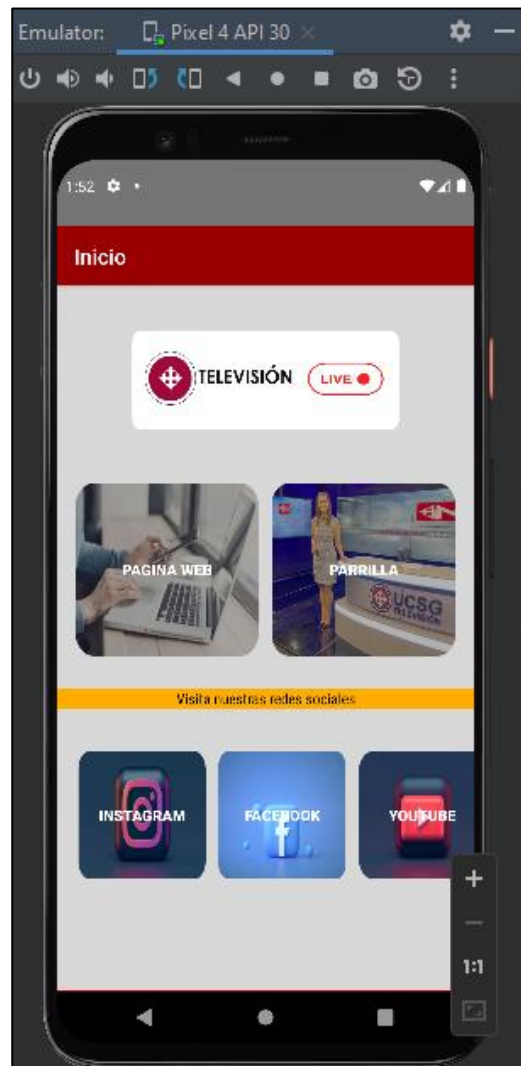 Emulator: Pixel 4 API 30
1:52
Inicio
TELEVISIÓN LIVE
PAGINA WEB PARRILLA
UCSG
TELEVISIÓN
Visita nuestras redes sociales
INSTAGRAM FACEBOOK YOUTUBE
1:1